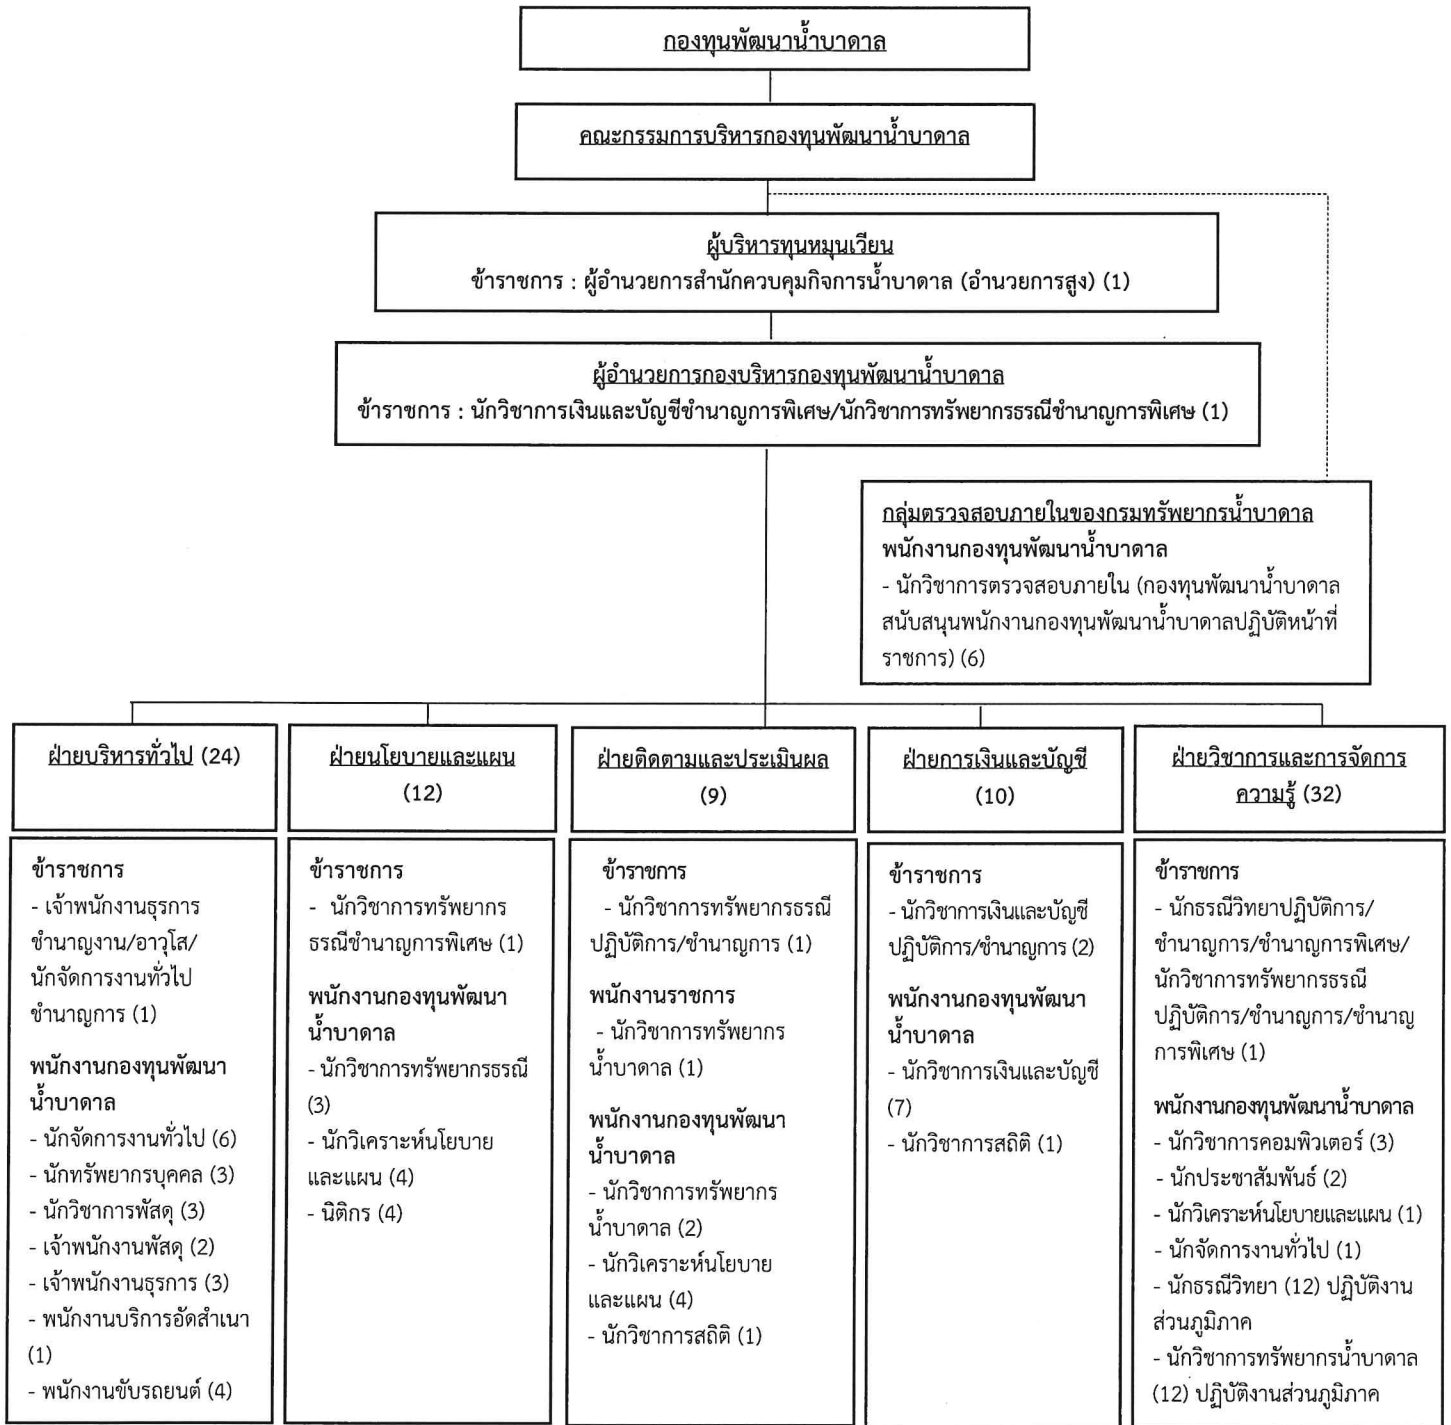 กองทุนพัฒนาน้ำบาดาล
คณะกรรมการบริหารกองทุนพัฒนาน้ำบาดาล
ผู้บริหารทุนหมุนเวียน
ข้าราชการ : ผู้อำนวยการสำนักควบคุมกิจการน้ำบาดาล (อำนวยการสูง) (1)
ผู้อำนวยการกองบริหารกองทุนพัฒนาน้ำบาดาล
ข้าราชการ : นักวิชาการเงินและบัญชีชำนาญการพิเศษ/นักวิชาการทรัพยากรธรณีชำนาญการพิเศษ (1)
กลุ่มตรวจสอบภายในของกรมทรัพยากรน้ำบาดาล
พนักงานกองทุนพัฒนาน้ำบาดาล
- นักวิชาการตรวจสอบภายใน (กองทุนพัฒนาน้ำบาดาล
สนับสนุนพนักงานกองทุนพัฒนาน้ำบาดาลปฏิบัติหน้าที่
ราชการ) (6)
ฝ่ายบริหารทั่วไป (24)
ข้าราชการ
- เจ้าพนักงานธุรการ
ชำนาญงาน/อาวุโส/
นักจัดการงานทั่วไป
ชำนาญการ (1)
พนักงานกองทุนพัฒนา
น้ำบาดาล
- นักจัดการงานทั่วไป (6)
- นักทรัพยากรบุคคล (3)
- นักวิชาการพัสดุ (3)
- เจ้าพนักงานพัสดุ (2)
- เจ้าพนักงานธุรการ (3)
- พนักงานบริการอัดสำเนา
(1)
- พนักงานขับรถยนต์ (4)
ฝ่ายนโยบายและแผน
(12)
ข้าราชการ
- นักวิชาการทรัพยากร
ธรณีชำนาญการพิเศษ (1)
พนักงานกองทุนพัฒนา
น้ำบาดาล
- นักวิชาการทรัพยากรธรณี
(3)
- นักวิเคราะห์นโยบาย
และแผน (4)
- นิติกร (4)
ฝ่ายติดตามและประเมินผล
(9)
ข้าราชการ
- นักวิชาการทรัพยากรธรณี
ปฏิบัติการ/ชำนาญการ (1)
พนักงานราชการ
- นักวิชาการทรัพยากร
น้ำบาดาล (1)
พนักงานกองทุนพัฒนา
น้ำบาดาล
- นักวิชาการทรัพยากร
น้ำบาดาล (2)
- นักวิเคราะห์นโยบาย
และแผน (4)
- นักวิชาการสถิติ (1)
ฝ่ายการเงินและบัญชี
(10)
ข้าราชการ
- นักวิชาการเงินและบัญชี
ปฏิบัติการ/ชำนาญการ (2)
พนักงานกองทุนพัฒนา
น้ำบาดาล
- นักวิชาการเงินและบัญชี
(7)
- นักวิชาการสถิติ (1)
ฝ่ายวิชาการและการจัดการ
ความรู้ (32)
ข้าราชการ
- นักธรณีวิทยาปฏิบัติการ/
ชำนาญการ/ชำนาญการพิเศษ/
นักวิชาการทรัพยากรธรณี
ปฏิบัติการ/ชำนาญการ/ชำนาญ
การพิเศษ (1)
พนักงานกองทุนพัฒนาน้ำบาดาล
- นักวิชาการคอมพิวเตอร์ (3)
- นักประชาสัมพันธ์ (2)
- นักวิเคราะห์นโยบายและแผน (1)
- นักจัดการงานทั่วไป (1)
- นักธรณีวิทยา (12) ปฏิบัติงาน
ส่วนภูมิภาค
- นักวิชาการทรัพยากรน้ำบาดาล
(12) ปฏิบัติงานส่วนภูมิภาค